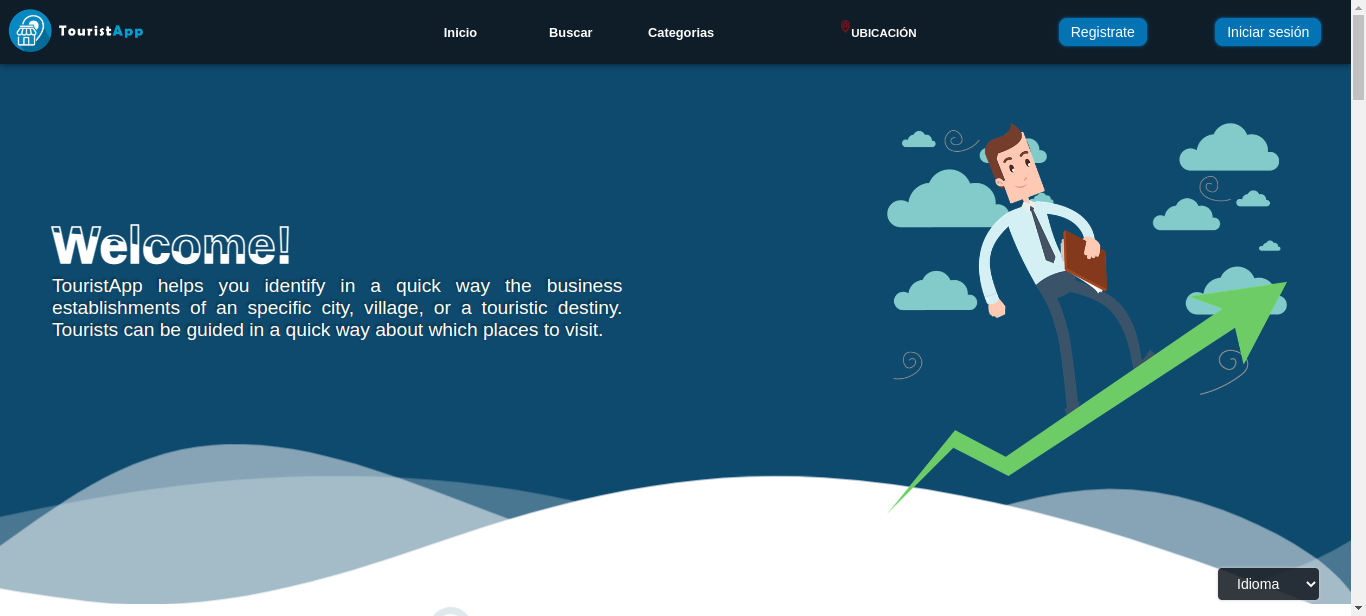 TouristApp
Inicio
Buscar
Categorias
UBICACIÓN
Registrate
Iniciar sesión
Welcome!
TouristApp helps you identify in a quick way the business
establishments of an specific city, village, or a touristic destiny.
Tourists can be guided in a quick way about which places to visit.
Idioma